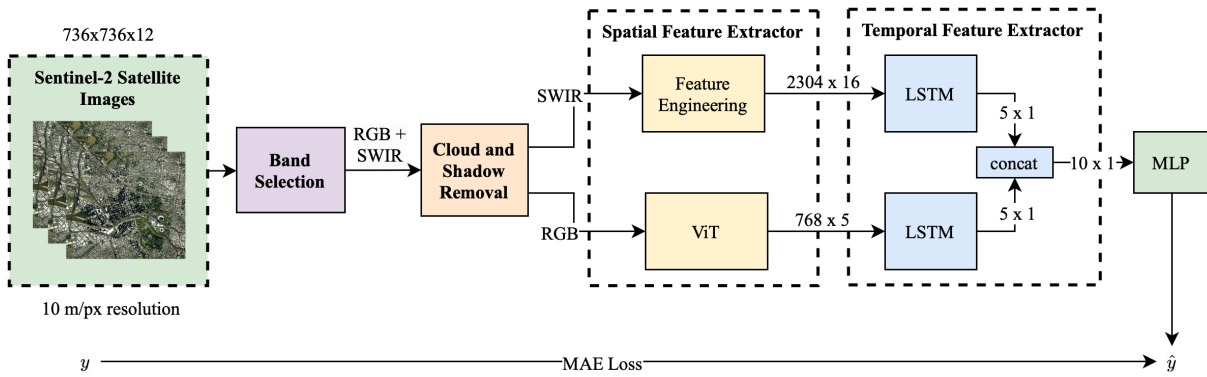 736x736x12
Sentinel-2 Satellite
Images
10 m/px resolution
Band
Selection
RGB +
SWIR
Cloud and
Shadow
Removal
SWIR
RGB
Spatial Feature Extractor
Feature
Engineering
ViT
2304 x 16
768 x 5
Temporal Feature Extractor
LSTM
5 x 1
concat
5 x 1
LSTM
10 x 1
MLP
y
MAE Loss
ŷ